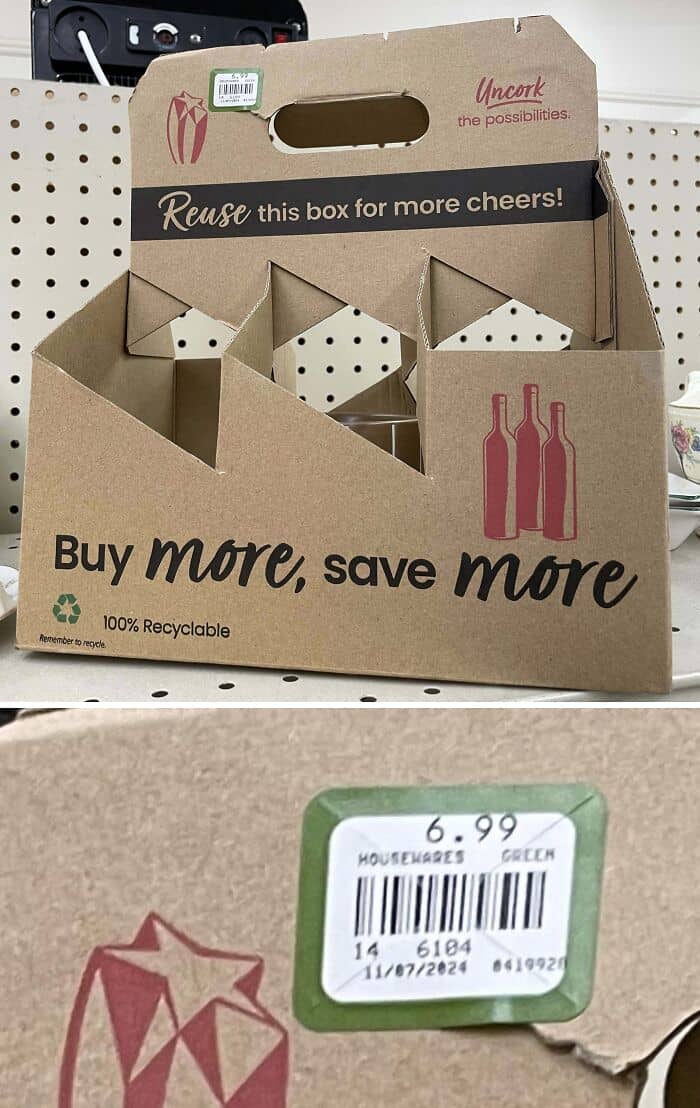 6.99
Uncork
the possibilities.
Reuse this box for more cheers!
Buy more, save more
100% Recyclable
Remember to recycle.
6.99
HOUSEWARES GREEN
14 6104
11/07/2024 0419920